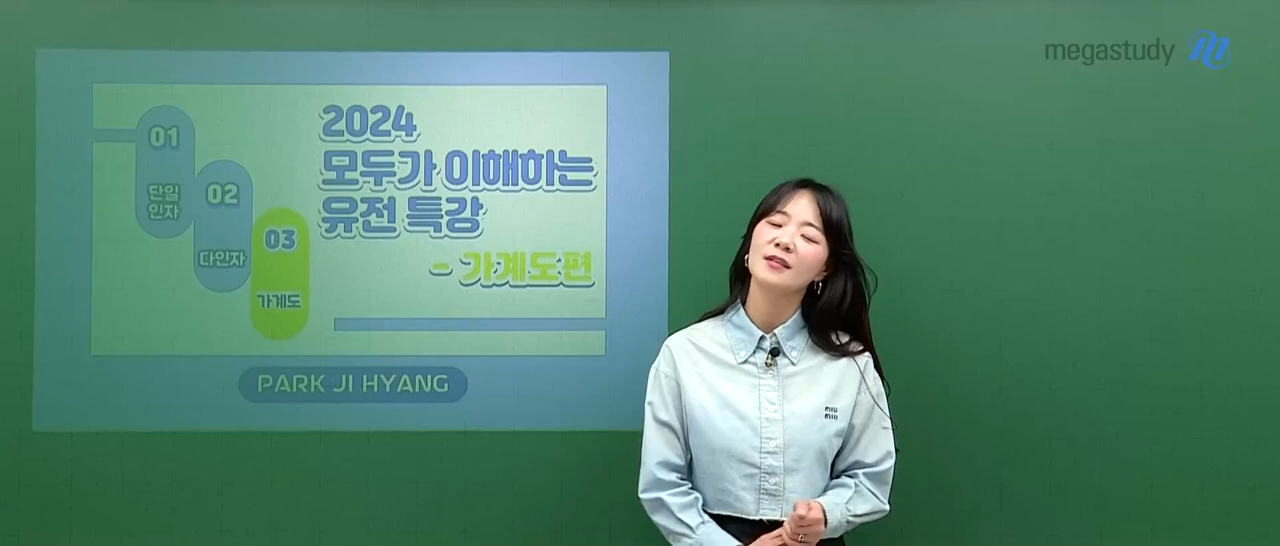 megastudy
01
단일
인자
02
다인자
03
가계도
2024
모두가 이해하는
유전 특강
- 가계도편
PARK JI HYANG
miu
miu